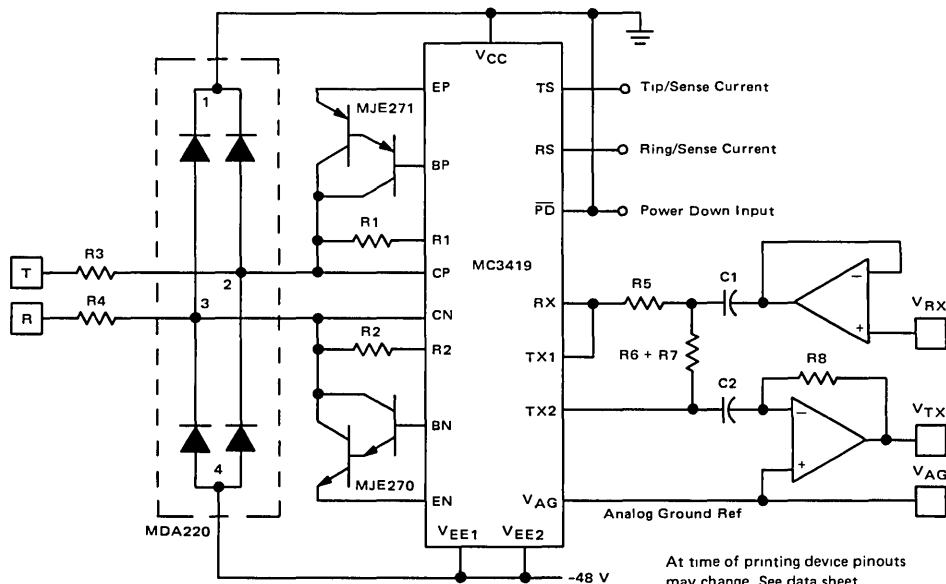 VCC
EP
TS
Tip/Sense Current
1
MJE271
BP
RS
Ring/Sense Current
PD
Power Down Input
R1
R1
T
R3
CP
MC3419
2
C1
R5
RX
3
CN
R
R4
R2
R2
VRX
R6 + R7
TX1
R8
C2
TX2
VTX
BN
4
MJE270
VAG
EN
VAG
Analog Ground Ref
MDA220
VEE1
VEE2
-48 V
At time of printing device pinouts
may change. See data sheet